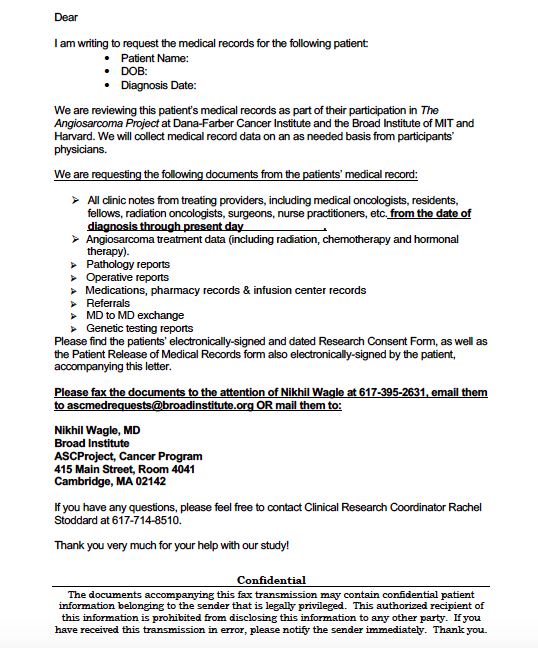 Dear
I am writing to request the medical records for the following patient:
• Patient Name:
• DOB:
• Diagnosis Date:
We are reviewing this patient's medical records as part of their participation in The
Angiosarcoma Project at Dana-Farber Cancer Institute and the Broad Institute of MIT and
Harvard. We will collect medical record data on an as needed basis from participants'
physicians.
We are requesting the following documents from the patients' medical record:
➢ All clinic notes from treating providers, including medical oncologists, residents,
fellows, radiation oncologists, surgeons, nurse practitioners, etc. from the date of
diagnosis through present day ____________.
➢ Angiosarcoma treatment data (including radiation, chemotherapy and hormonal
therapy).
➢ Pathology reports
➢ Operative reports
➢ Medications, pharmacy records & infusion center records
➢ Referrals
➢ MD to MD exchange
➢ Genetic testing reports
Please find the patients' electronically-signed and dated Research Consent Form, as well as
the Patient Release of Medical Records form also electronically-signed by the patient,
accompanying this letter.
Please fax the documents to the attention of Nikhil Wagle at 617-395-2631, email them
to ascmedrequests@broadinstitute.org OR mail them to:
Nikhil Wagle, MD
Broad Institute
ASCProject, Cancer Program
415 Main Street, Room 4041
Cambridge, MA 02142
If you have any questions, please feel free to contact Clinical Research Coordinator Rachel
Stoddard at 617-714-8510.
Thank you very much for your help with our study!
Confidential
The documents accompanying this fax transmission may contain confidential patient
information belonging to the sender that is legally privileged. This authorized recipient of
this information is prohibited from disclosing this information to any other party. If you
have received this transmission in error, please notify the sender immediately. Thank you.